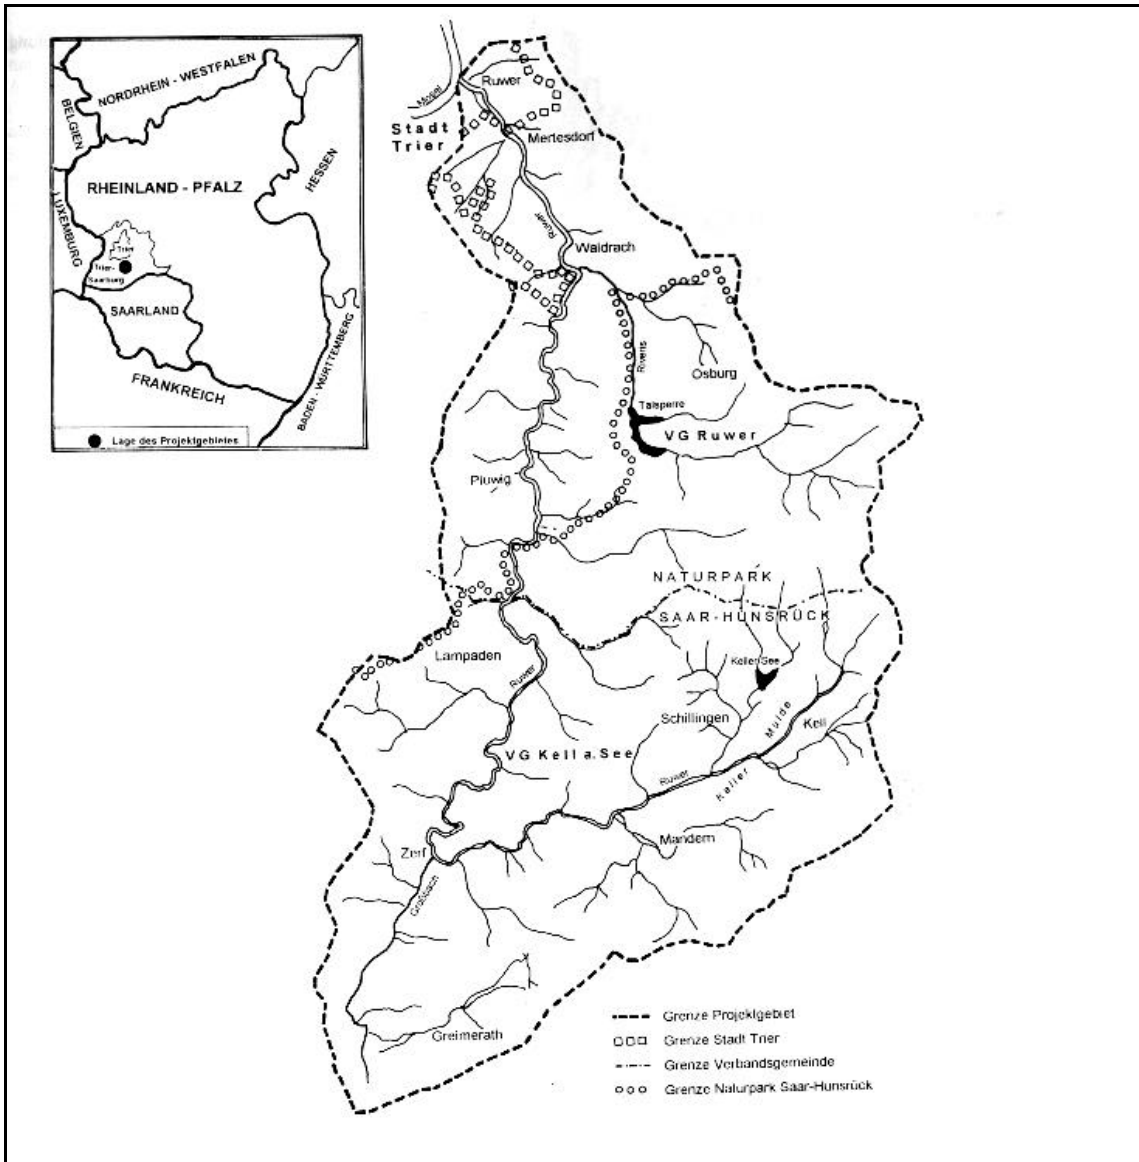 NORDRHEIN - WESTFALEN
BELGIEN
HESSEN
RHEINLAND - PFALZ
LUXEMBURG
Trier
Trier-
Saarburg
SAARLAND
FRANKREICH
BADEN - WÜRTTEMBERG
Lage des Projektgebietes
Mosel
Ruwer
Stadt
Trier
Mertesdorf
Ruwer
Waldrach
Riveris
Osburg
Talsperre
VG Ruwer
Pluwig
NATURPARK
SAAR-HUNSRÜCK
Lampaden
Keller See
Ruwer
Schillingen
Mulde
Kell
VG Kell a. See
Ruwer
Keller
Mandern
Zerf
Großbach
Greimerath
Grenze Projektgebiet
Grenze Stadt Trier
Grenze Verbandsgemeinde
Grenze Naturpark Saar-Hunsrück